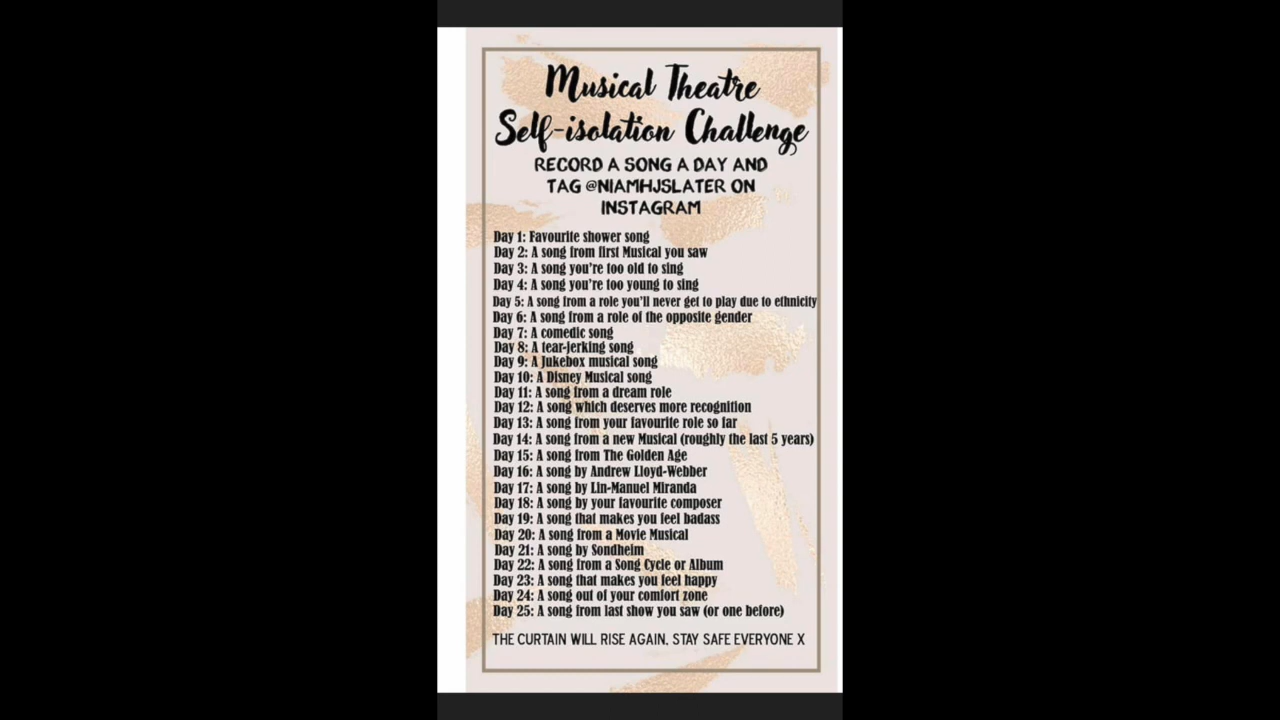 Musical Theatre
Self-isolation Challenge
RECORD A SONG A DAY AND
TAG @NIAMHJSLATER ON
INSTAGRAM
Day 1: Favourite shower song
Day 2: A song from first Musical you saw
Day 3: A song you're too old to sing
Day 4: A song you're too young to sing
Day 5: A song from a role you'll never get to play due to ethnicity
Day 6: A song from a role of the opposite gender
Day 7: A comedic song
Day 8: A tear-jerking song
Day 9: A Jukebox musical song
Day 10: A Disney Musical song
Day 11: A song from a dream role
Day 12: A song which deserves more recognition
Day 13: A song from your favourite role so far
Day 14: A song from a new Musical (roughly the last 5 years)
Day 15: A song from The Golden Age
Day 16: A song by Andrew Lloyd-Webber
Day 17: A song by Lin-Manuel Miranda
Day 18: A song by your favourite composer
Day 19: A song that makes you feel badass
Day 20: A song from a Movie Musical
Day 21: A song by Sondheim
Day 22: A song from a Song Cycle or Album
Day 23: A song that makes you feel happy
Day 24: A song out of your comfort zone
Day 25: A song from last show you saw (or one before)
THE CURTAIN WILL RISE AGAIN, STAY SAFE EVERYONE X